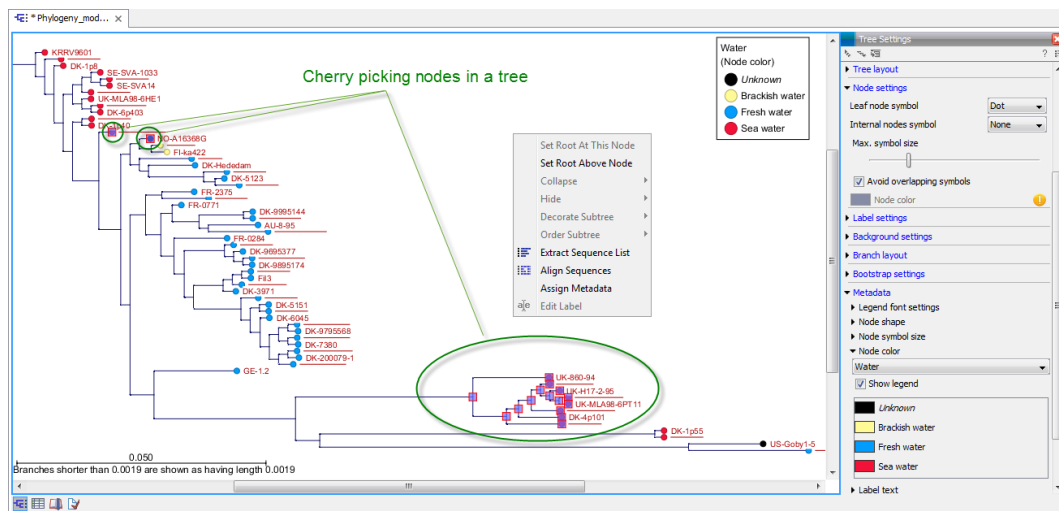 * Phylogeny_mod...
Cherry picking nodes in a tree
KRRV9601
DK-1p8
SE-SVA-1033
SE-SVA14
UK-MLA98-6HE1
DK-6p403
NO-A16368G
FI-ka422
DK-Hededam
DK-5123
FR-2375
FR-0771
DK-9995144
AU-8-95
FR-0284
DK-9695377
DK-9895174
Fil3
DK-3971
DK-5151
DK-6045
DK-9795568
DK-7380
DK-200079-1
GE-1.2
UK-860-94
UK-H17-2-95
UK-MLA98-6PT11
DK-4p101
DK-1p55
US-Goby1-5
0.050
Branches shorter than 0.0019 are shown as having length 0.0019
Water
(Node color)
Unknown
Brackish water
Fresh water
Sea water
Set Root At This Node
Set Root Above Node
Collapse
Hide
Decorate Subtree
Order Subtree
Extract Sequence List
Align Sequences
Assign Metadata
Edit Label
Tree Settings
Tree layout
Node settings
Leaf node symbol Dot
Internal nodes symbol None
Max. symbol size
Avoid overlapping symbols
Node color
Label settings
Background settings
Branch layout
Bootstrap settings
Metadata
Legend font settings
Node shape
Node symbol size
Node color
Water
Show legend
Unknown
Brackish water
Fresh water
Sea water
Label text